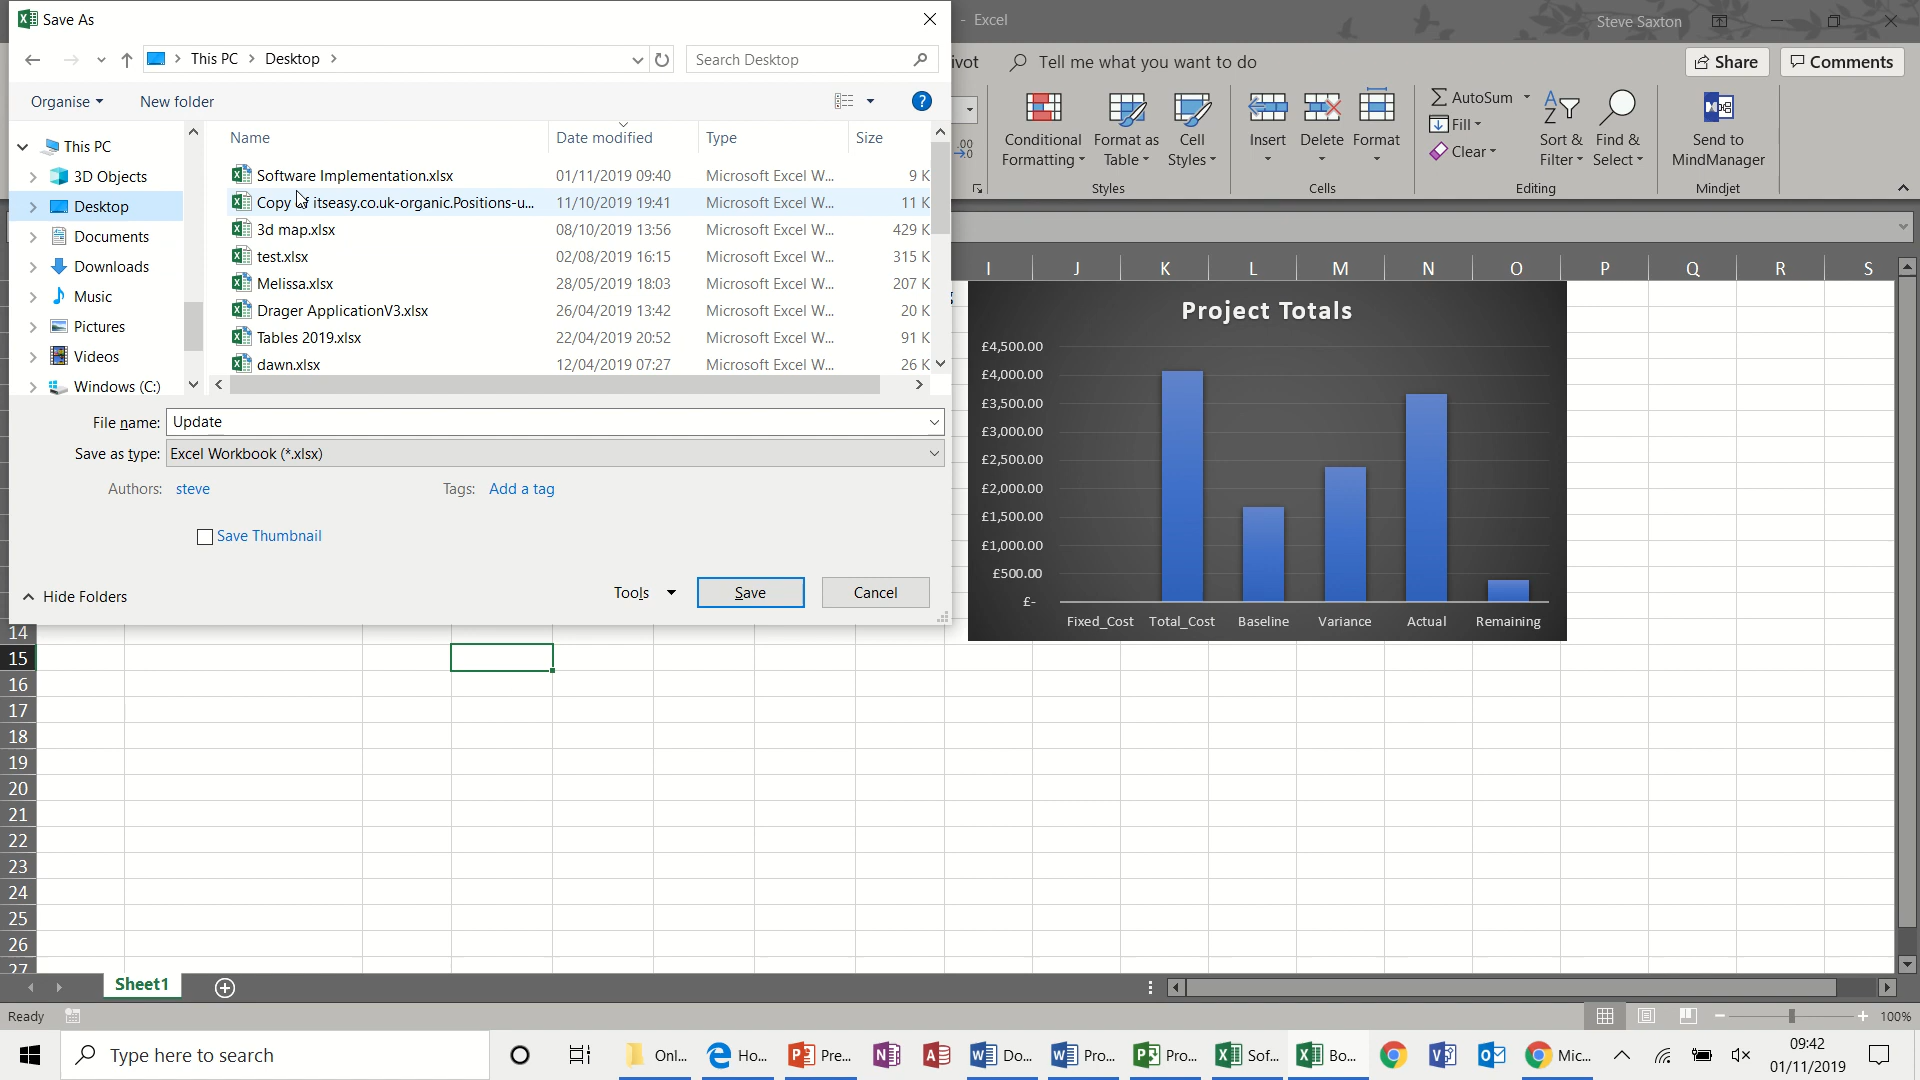 Save As
- Excel
Steve Saxton
This PC
Desktop
Search Desktop
ivot
Tell me what you want to do
Share
Comments
Organise
New folder
Name
Date modified
Type
Size
This PC
3D Objects
Desktop
Documents
Downloads
Music
Pictures
Videos
Windows (C:)
Software Implementation.xlsx 01/11/2019 09:40 Microsoft Excel W... 9 K
Copy of itseasy.co.uk-organic.Positions-u... 11/10/2019 19:41 Microsoft Excel W... 11 K
3d map.xlsx 08/10/2019 13:56 Microsoft Excel W... 429 K
test.xlsx 02/08/2019 16:15 Microsoft Excel W... 315 K
Melissa.xlsx 28/05/2019 18:03 Microsoft Excel W... 207 K
Drager ApplicationV3.xlsx 26/04/2019 13:42 Microsoft Excel W... 20 K
Tables 2019.xlsx 22/04/2019 20:52 Microsoft Excel W... 91 K
dawn.xlsx 12/04/2019 07:27 Microsoft Excel W... 26 K
File name: Update
Save as type: Excel Workbook (*.xlsx)
Authors: steve
Tags: Add a tag
Save Thumbnail
Hide Folders
Tools
Save
Cancel
.00
→0
Conditional
Formatting
Format as
Table
Cell
Styles
Styles
Insert
Delete
Format
Cells
AutoSum
Fill
Clear
Sort &
Filter
Find &
Select
Editing
Send to
MindManager
Mindjet
I J K L M N O P Q R S
Project Totals
£4,500.00
£4,000.00
£3,500.00
£3,000.00
£2,500.00
£2,000.00
£1,500.00
£1,000.00
£500.00
£-
Fixed_Cost Total_Cost Baseline Variance Actual Remaining
14
15
16
17
18
19
20
21
22
23
24
25
26
27
Sheet1
Ready
100%
Type here to search
Onl...
Ho...
Pre...
Do...
Pro...
Pro...
Sof...
Bo...
Mic...
09:42
01/11/2019